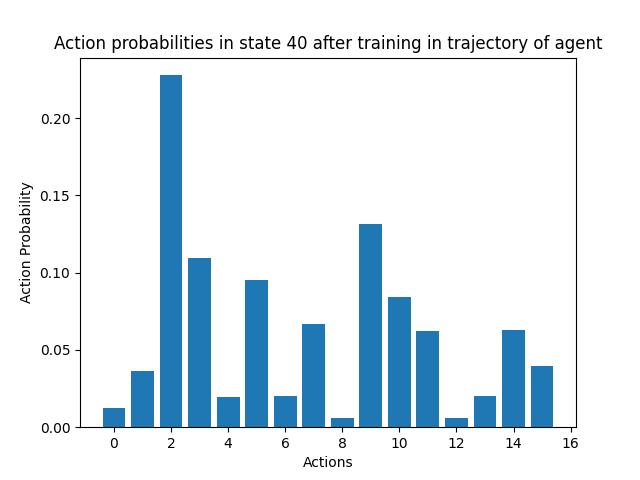 Action probabilities in state 40 after training in trajectory of agent
0.20
0.15
0.10
0.05
0.00
Action Probability
0 2 4 6 8 10 12 14 16
Actions